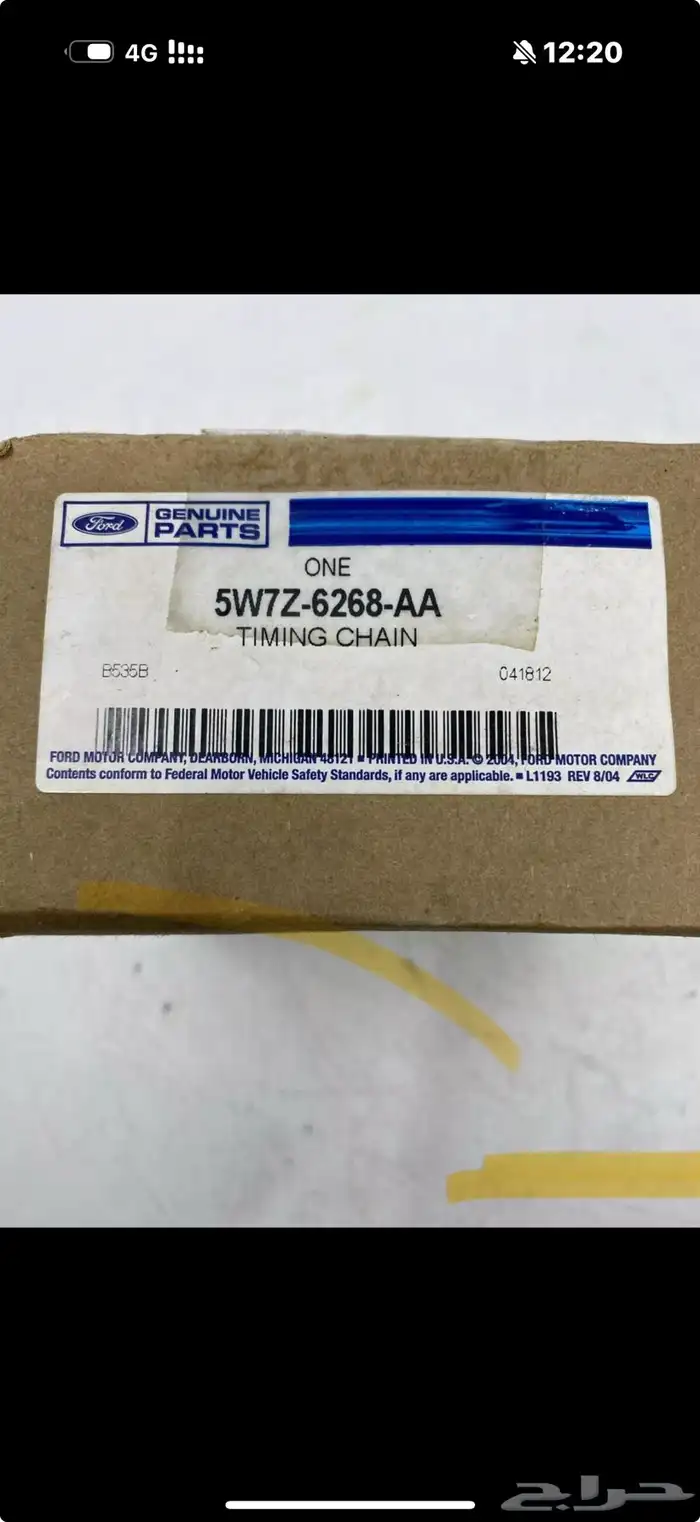 4G
12:20
Ford
GENUINE
PARTS
ONE
5W7Z-6268-AA
TIMING CHAIN
B535B
041812
FORD MOTOR COMPANY, DEARBORN, MICHIGAN 48121 ■ PRINTED IN U.S.A. © 2004, FORD MOTOR COMPANY
Contents conform to Federal Motor Vehicle Safety Standards, if any are applicable. ■ L1193 REV 8/04 WLC
حراج